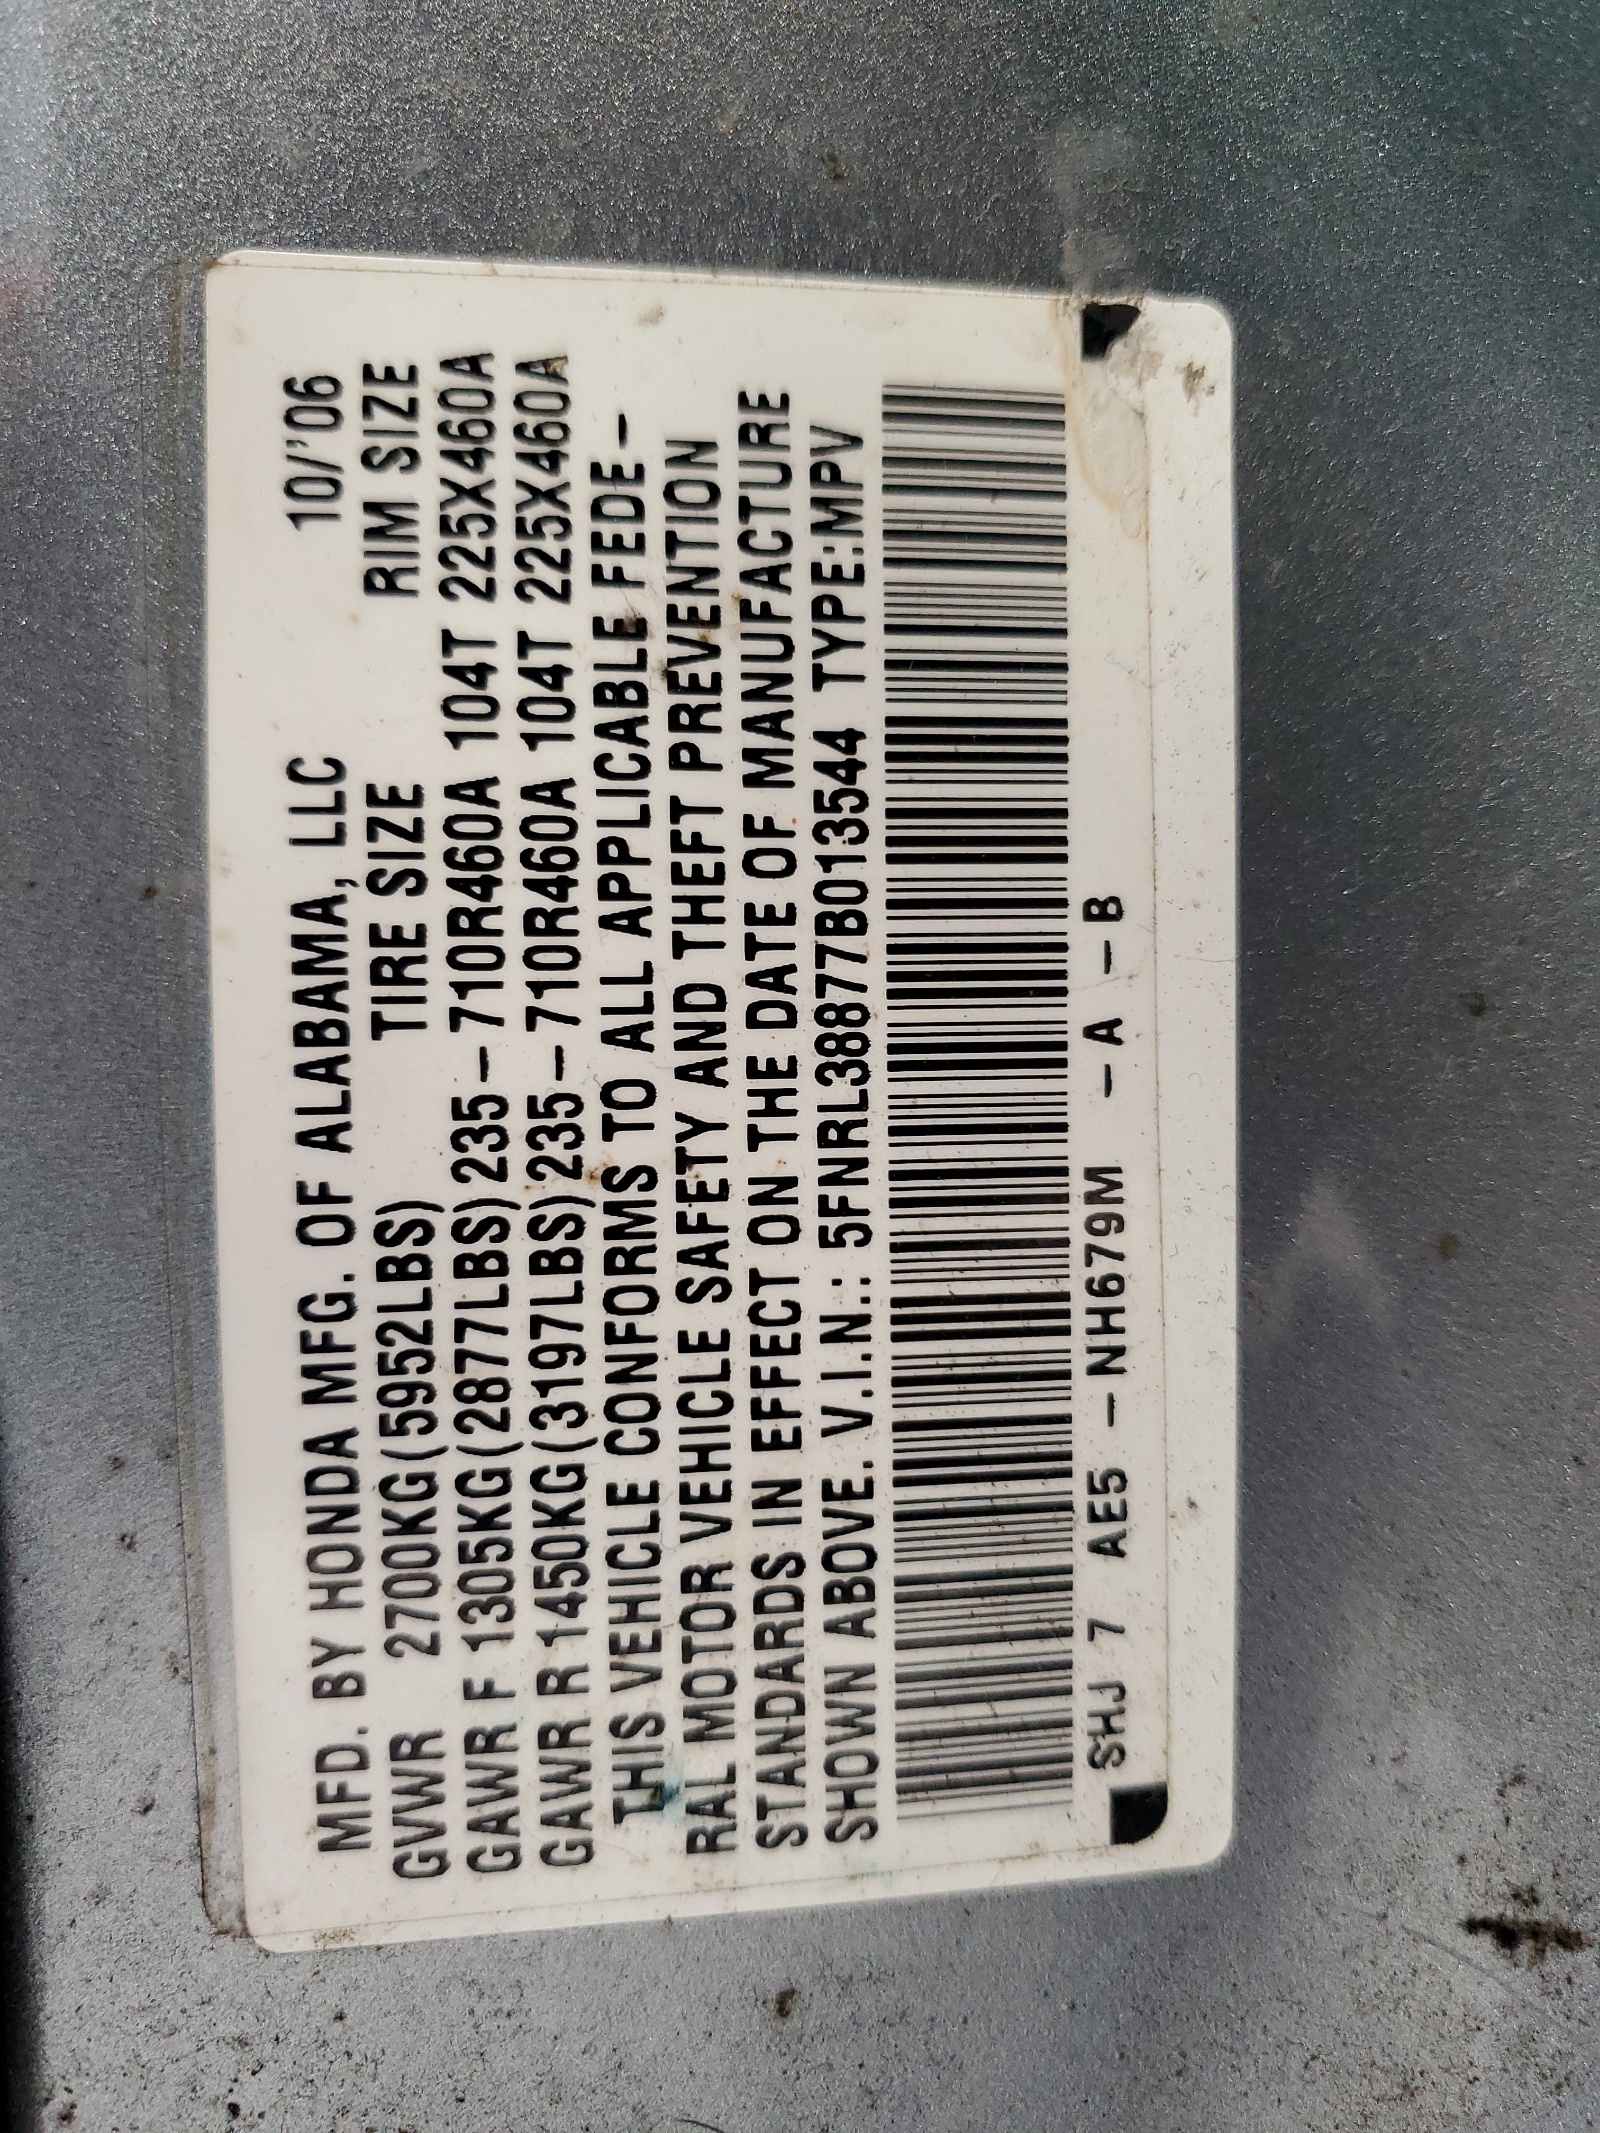 MFD. BY HONDA MFG. OF ALABAMA, LLC 10/'06
GVWR 2700KG(5952LBS) TIRE SIZE RIM SIZE
GAWR F 1305KG(2877LBS)235-710R460A 104T 225X460A
GAWR R 1450KG(3197LBS)235-710R460A 104T 225X460A
THIS VEHICLE CONFORMS TO ALL APPLICABLE FEDE-
RAL MOTOR VEHICLE SAFETY AND THEFT PREVENTION
STANDARDS IN EFFECT ON THE DATE OF MANUFACTURE
SHOWN ABOVE. V.I.N.: 5FNRL38877B013544 TYPE:MPV
SHJ 7 AE5 -NH679M -A -B